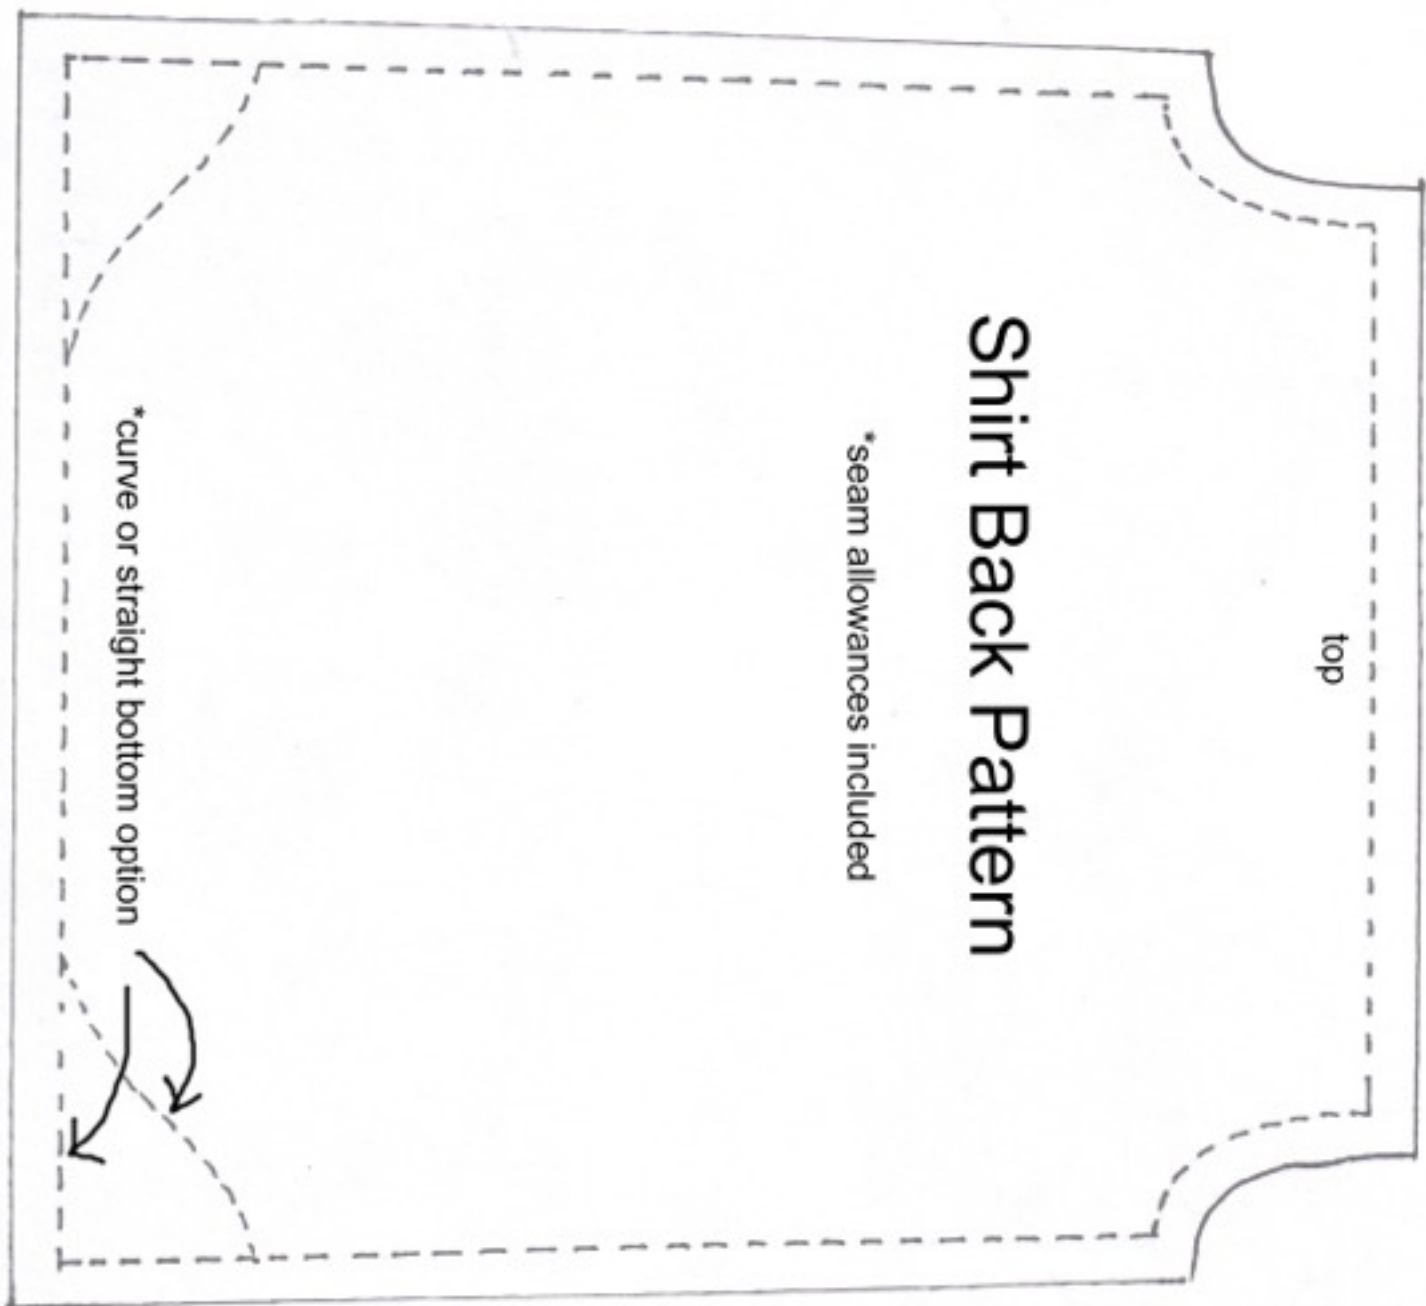 top
Shirt Back Pattern
*seam allowances included
*curve or straight bottom option